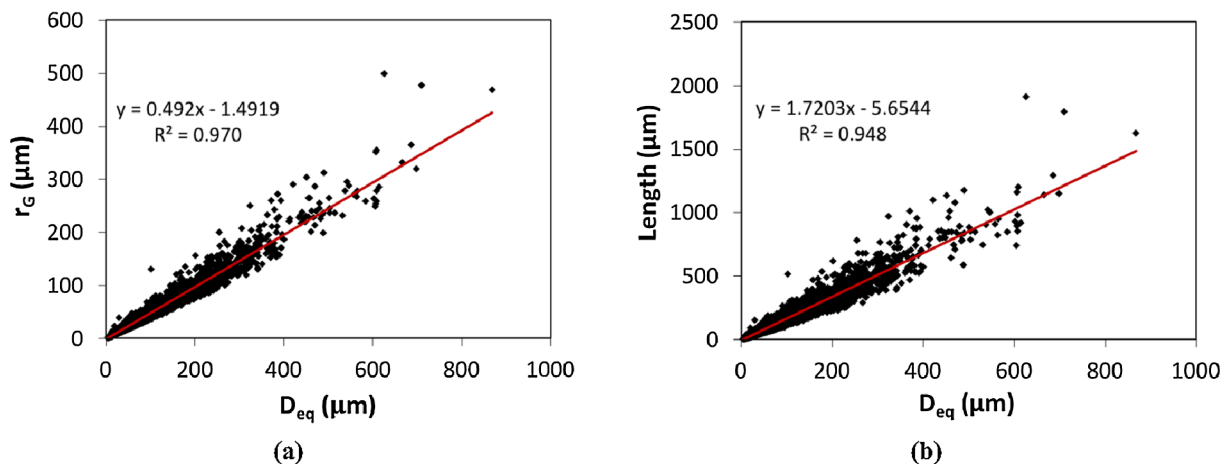 600
500
400
300
200
100
0
r_G (μm)
y = 0.492x - 1.4919
R² = 0.970
0 200 400 600 800 1000
D_eq (μm)
(a)
2500
2000
1500
1000
500
0
Length (μm)
y = 1.7203x - 5.6544
R² = 0.948
0 200 400 600 800 1000
D_eq (μm)
(b)